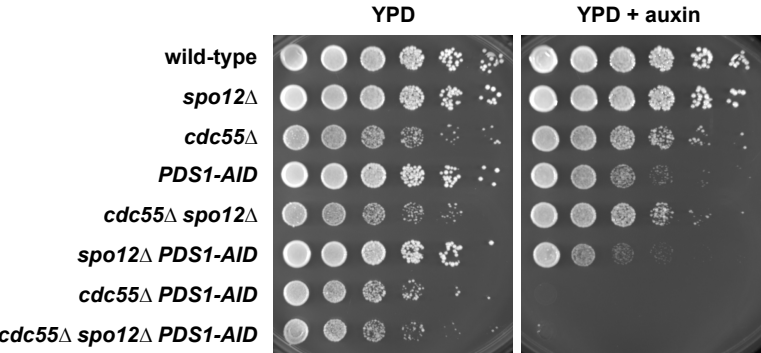 YPD
YPD + auxin
wild-type
spo12Δ
cdc55Δ
PDS1-AID
cdc55Δ spo12Δ
spo12Δ PDS1-AID
cdc55Δ PDS1-AID
cdc55Δ spo12Δ PDS1-AID